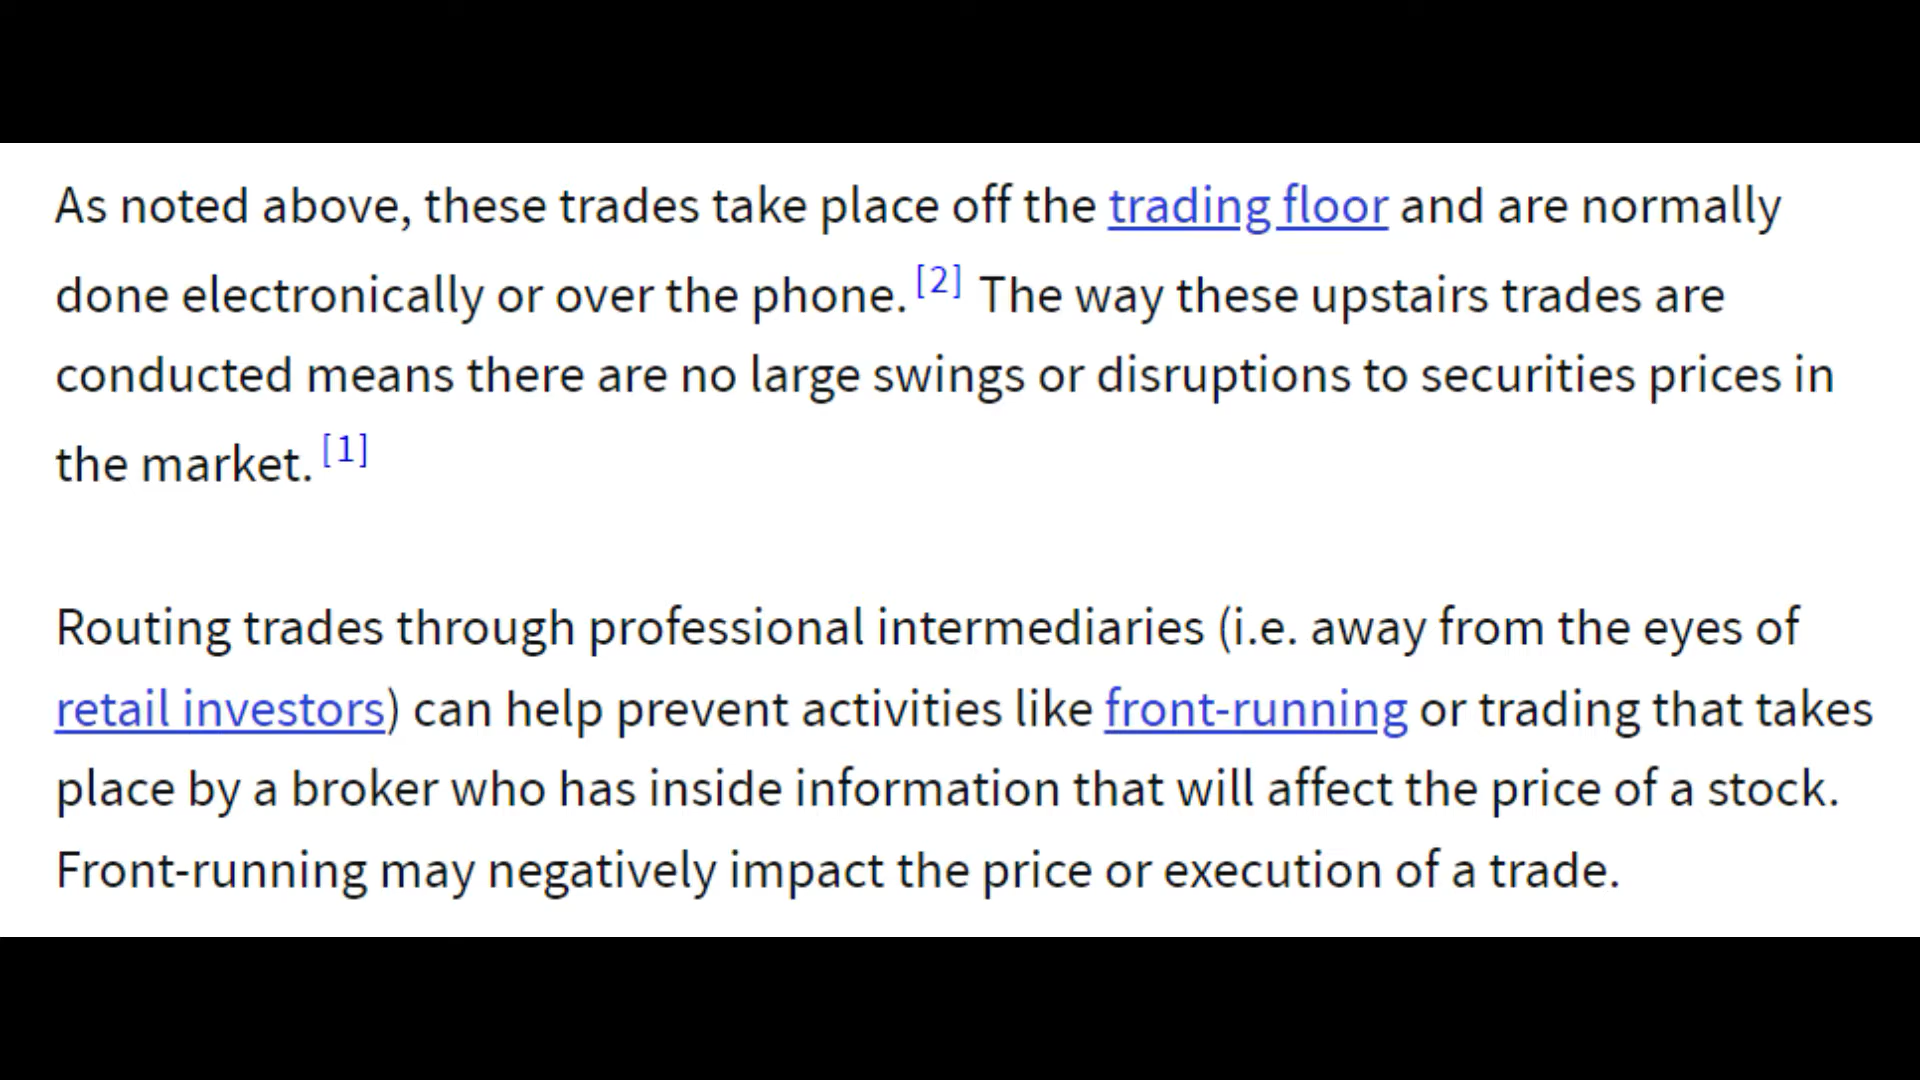 As noted above, these trades take place off the trading floor and are normally
done electronically or over the phone. [2] The way these upstairs trades are
conducted means there are no large swings or disruptions to securities prices in
the market. [1]
Routing trades through professional intermediaries (i.e. away from the eyes of
retail investors) can help prevent activities like front-running or trading that takes
place by a broker who has inside information that will affect the price of a stock.
Front-running may negatively impact the price or execution of a trade.